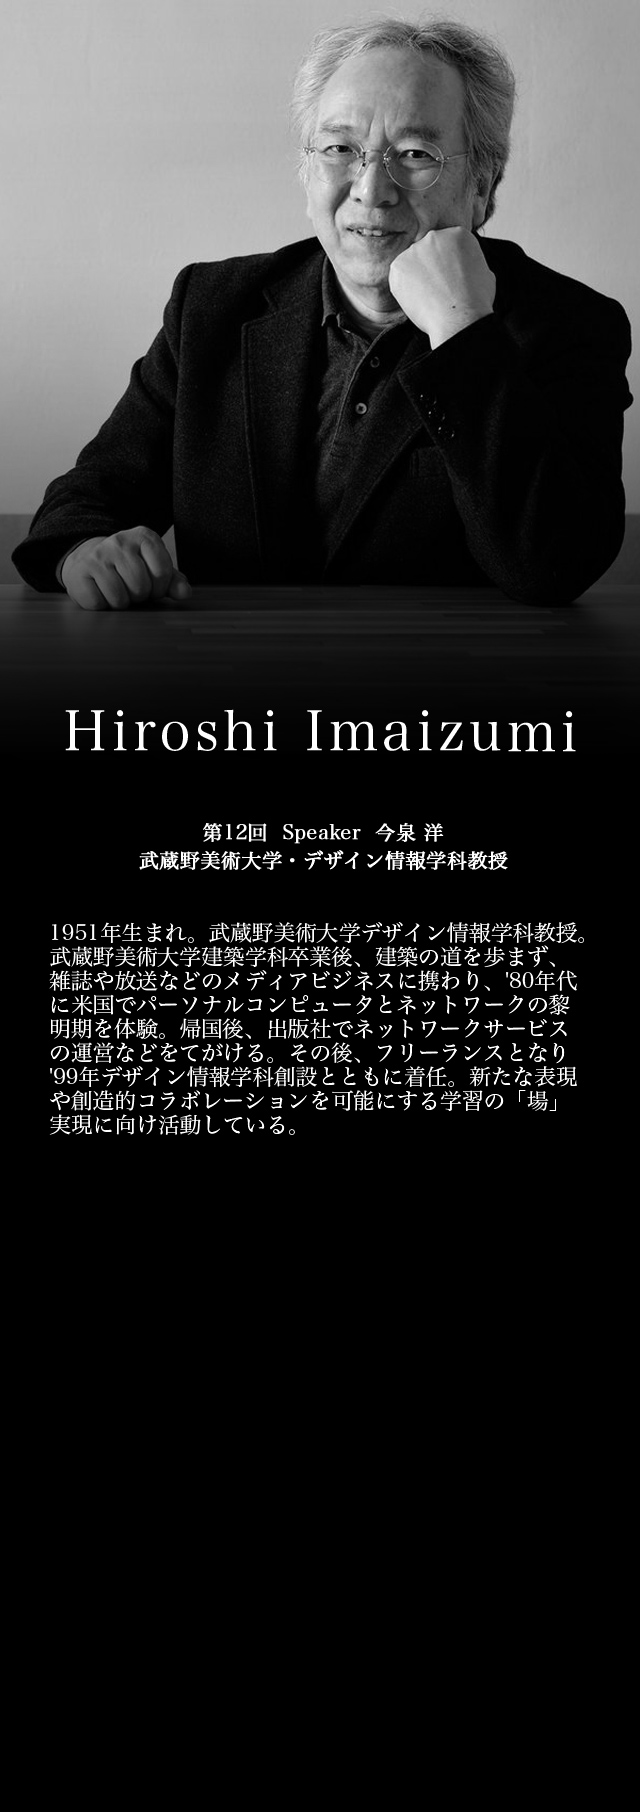 Hiroshi Imaizumi
第12回 Speaker 今泉 洋
武蔵野美術大学・デザイン情報学科教授
1951年生まれ。武蔵野美術大学デザイン情報学科教授。
武蔵野美術大学建築学科卒業後、建築の道を歩まず、
雑誌や放送などのメディアビジネスに携わり、'80年代
に米国でパーソナルコンピュータとネットワークの黎
明期を体験。帰国後、出版社でネットワークサービス
の運営などをてがける。その後、フリーランスとなり
'99年デザイン情報学科創設とともに着任。新たな表現
や創造的コラボレーションを可能にする学習の「場」
実現に向け活動している。